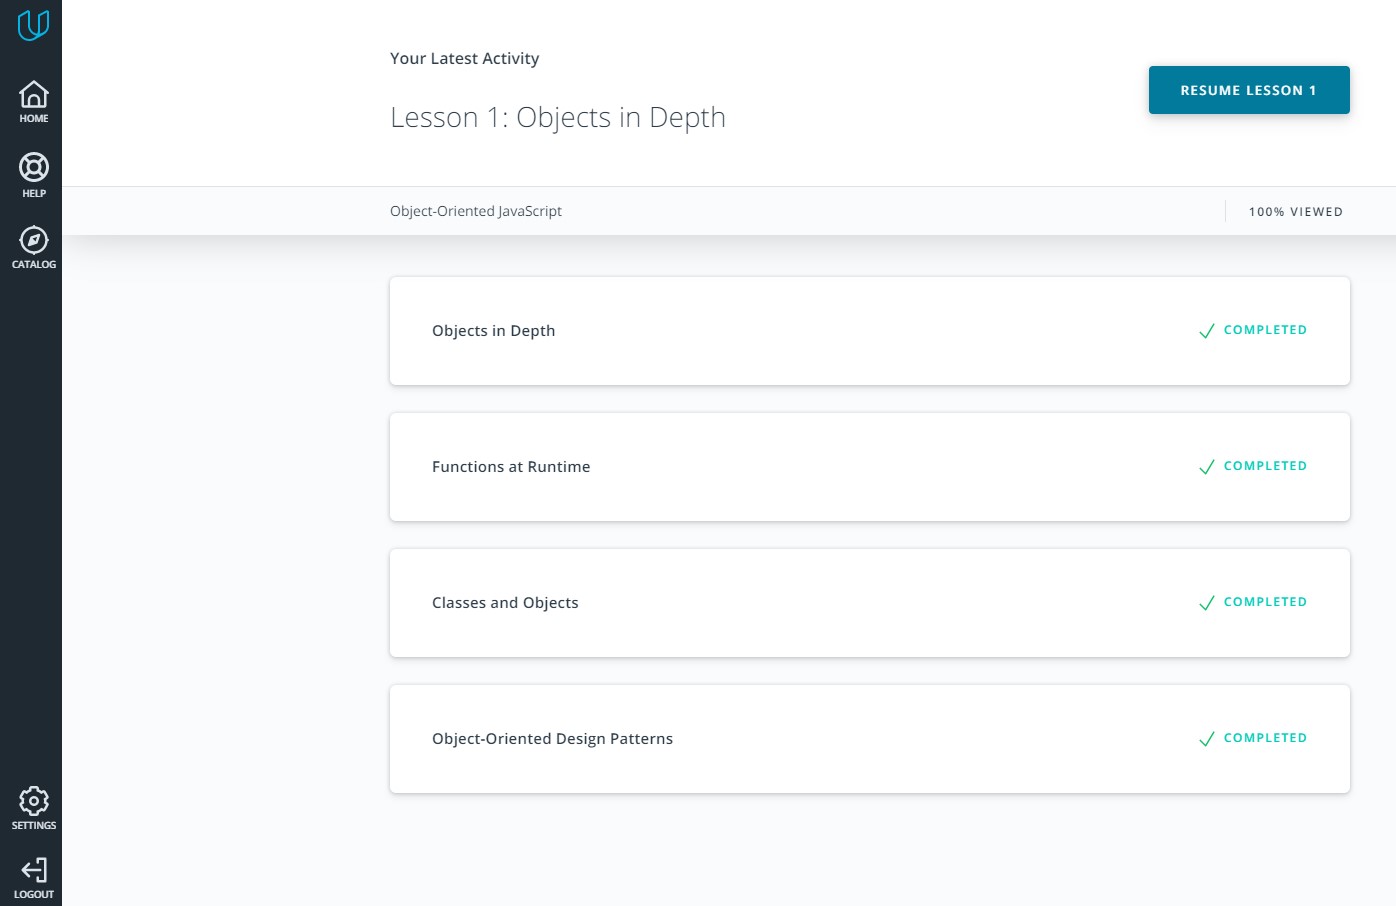 HOME
HELP
CATALOG
SETTINGS
LOGOUT
Your Latest Activity
Lesson 1: Objects in Depth
RESUME LESSON 1
Object-Oriented JavaScript
100% VIEWED
Objects in Depth
COMPLETED
Functions at Runtime
COMPLETED
Classes and Objects
COMPLETED
Object-Oriented Design Patterns
COMPLETED